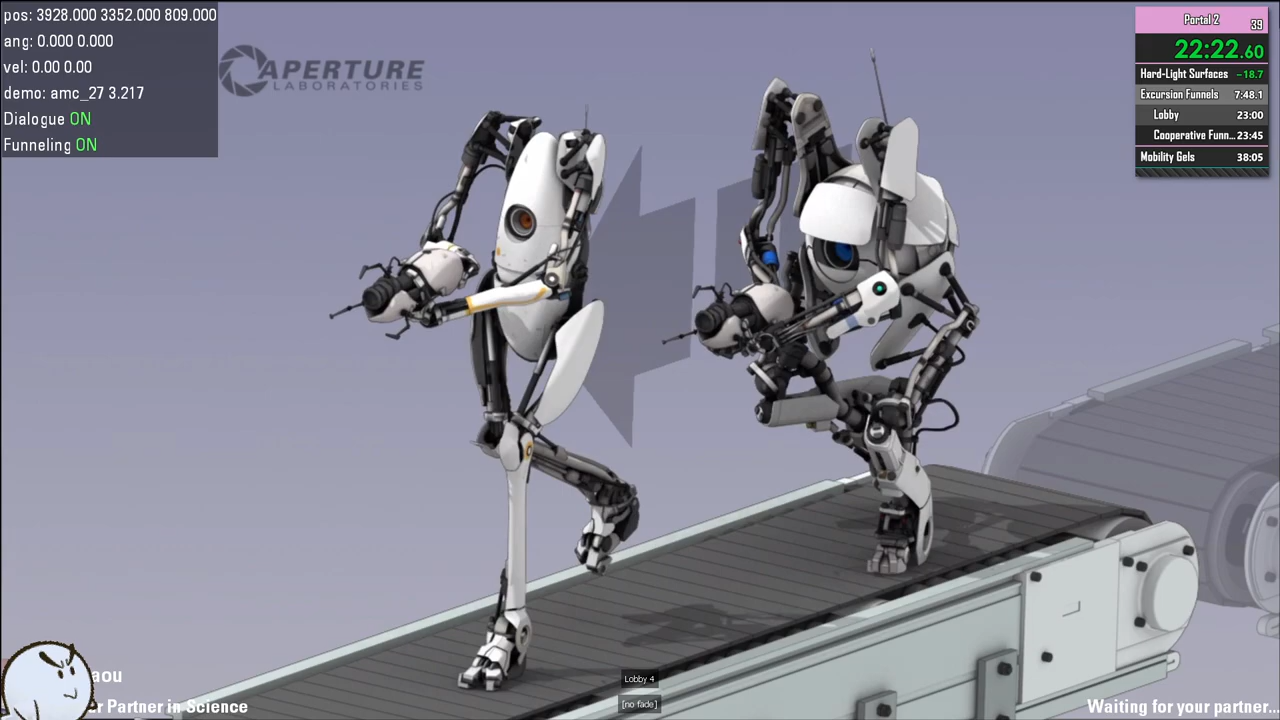 pos: 3928.000 3352.000 809.000
ang: 0.000 0.000
vel: 0.00 0.00
demo: amc_27 3.217
Dialogue ON
Funneling ON
APERTURE
LABORATORIES
Portal 2
39
22:22.60
Hard-Light Surfaces -18.7
Excursion Funnels 7:48.1
Lobby 23:00
Cooperative Funn... 23:45
Mobility Gels 38:05
aou
r Partner in Science
Lobby 4
[no fade]
Waiting for your partner...